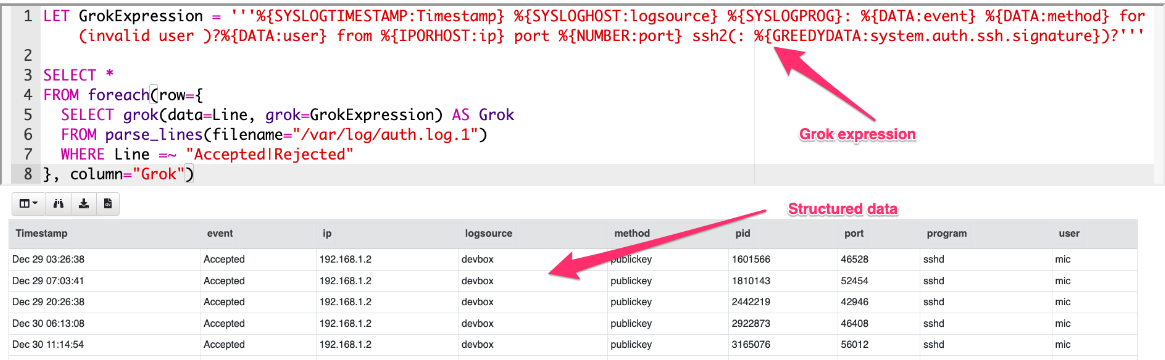 1 LET GrokExpression = '''%{SYSLOGTIMESTAMP:Timestamp} %{SYSLOGHOST:logsource} %{SYSLOGPROG}: %{DATA:event} %{DATA:method} for
(invalid user )?%{DATA:user} from %{IPORHOST:ip} port %{NUMBER:port} ssh2(: %{GREEDYDATA:system.auth.ssh.signature})?'''
2
3 SELECT *
4 FROM foreach(row={
5 SELECT grok(data=Line, grok=GrokExpression) AS Grok
6 FROM parse_lines(filename="/var/log/auth.log.1")
7 WHERE Line =~ "Accepted|Rejected"
8 }, column="Grok")
Grok expression
Structured data
Timestamp event ip logsource method pid port program user
Dec 29 03:26:38 Accepted 192.168.1.2 devbox publickey 1601566 46528 sshd mic
Dec 29 07:03:41 Accepted 192.168.1.2 devbox publickey 1810143 52454 sshd mic
Dec 29 20:26:38 Accepted 192.168.1.2 devbox publickey 2442219 42946 sshd mic
Dec 30 06:13:08 Accepted 192.168.1.2 devbox publickey 2922873 46408 sshd mic
Dec 30 11:14:54 Accepted 192.168.1.2 devbox publickey 3165076 56012 sshd mic